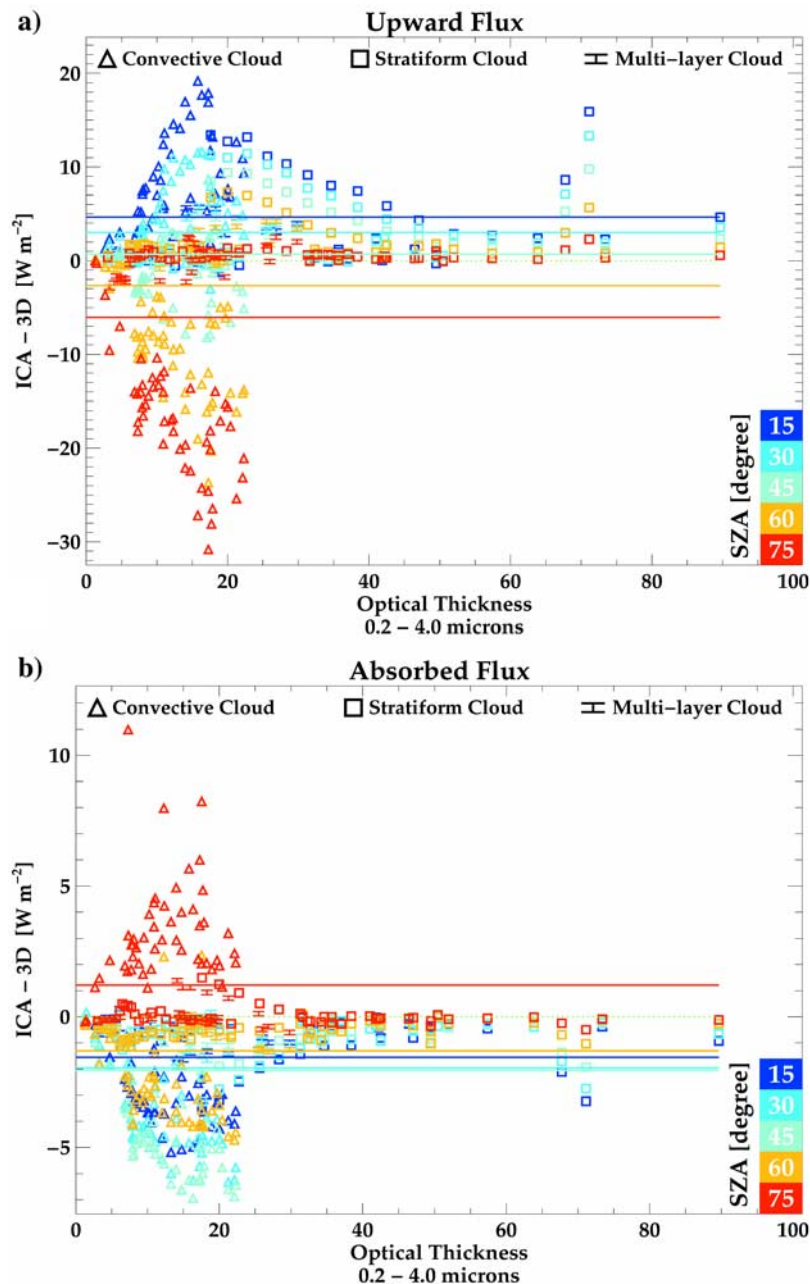 a)
Upward Flux
Convective Cloud Stratiform Cloud Multi-layer Cloud
20
10
0
−10
−20
−30
ICA − 3D [W m−2]
SZA [degree]
15
30
45
60
75
0 20 40 60 80 100
Optical Thickness
0.2 − 4.0 microns
b)
Absorbed Flux
Convective Cloud Stratiform Cloud Multi-layer Cloud
10
5
0
−5
ICA − 3D [W m−2]
SZA [degree]
15
30
45
60
75
0 20 40 60 80 100
Optical Thickness
0.2 − 4.0 microns